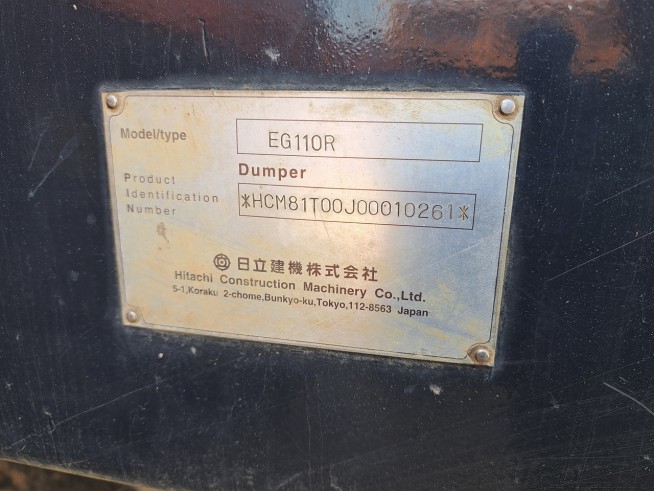 Model/type EG110R
Dumper
Product
Identification
Number
*HCM81T00J00010261*
日立建機株式会社
Hitachi Construction Machinery Co.,Ltd.
5-1,Koraku 2-chome,Bunkyo-ku,Tokyo,112-8563 Japan